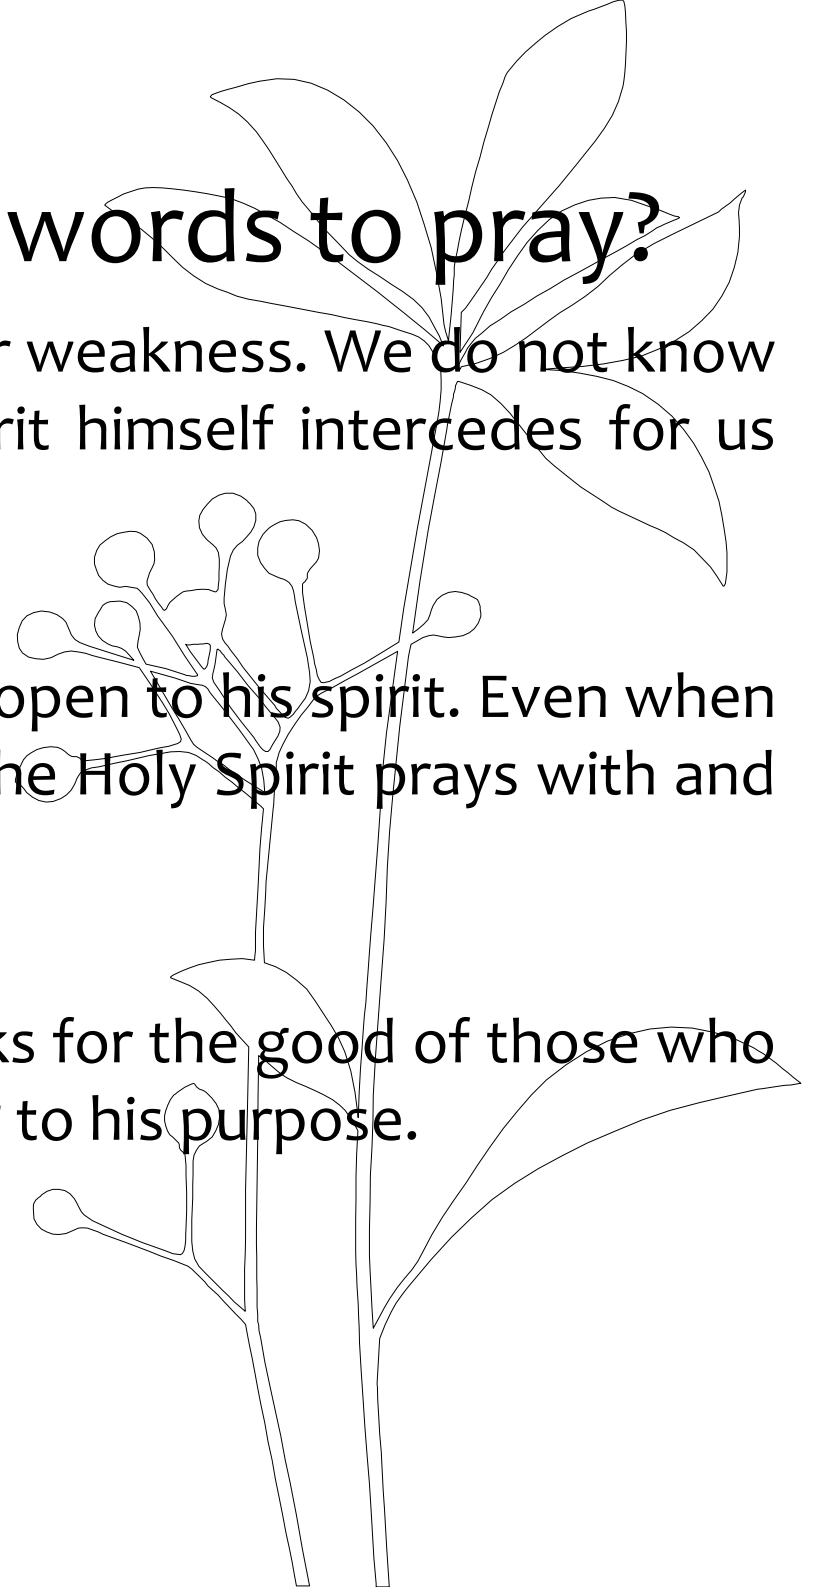 words to pray?
r weakness. We do not know
rit himself intercedes for us
open to his spirit. Even when
he Holy Spirit prays with and
ks for the good of those who
to his purpose.